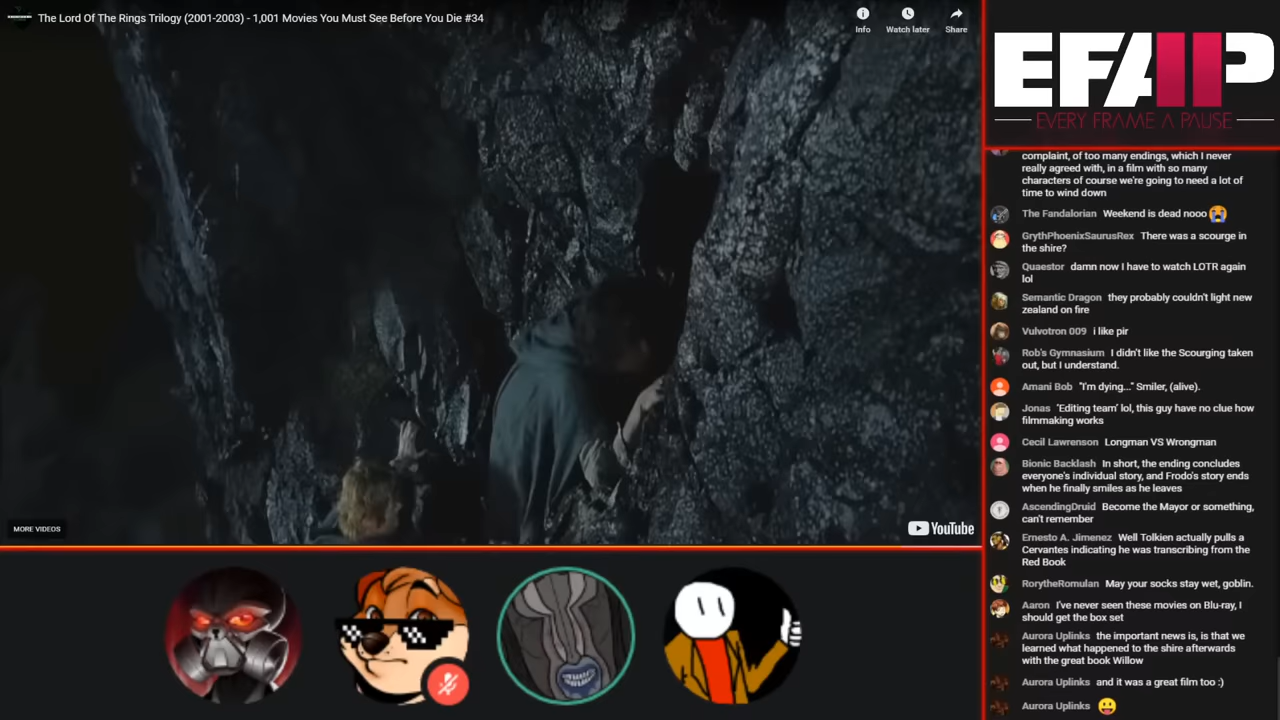 The Lord Of The Rings Trilogy (2001-2003) - 1,001 Movies You Must See Before You Die #34
Info
Watch later
Share
MORE VIDEOS
YouTube
EFAP
EVERY FRAME A PAUSE
complaint, of too many endings, which I never
really agreed with, in a film with so many
characters of course we're going to need a lot of
time to wind down
The Fandalorian Weekend is dead nooo 😭
GrythPhoenixSaurusRex There was a scourge in
the shire?
Quaestor damn now I have to watch LOTR again
lol
Semantic Dragon they probably couldn't light new
zealand on fire
Vulvotron 009 i like pir
Rob's Gymnasium I didn't like the Scourging taken
out, but I understand.
Amani Bob "I'm dying..." Smiler, (alive).
Jonas 'Editing team' lol, this guy have no clue how
filmmaking works
Cecil Lawrenson Longman VS Wrongman
Bionic Backlash In short, the ending concludes
everyone's individual story, and Frodo's story ends
when he finally smiles as he leaves
AscendingDruid Become the Mayor or something,
can't remember
Ernesto A. Jimenez Well Tolkien actually pulls a
Cervantes indicating he was transcribing from the
Red Book
RorytheRomulan May your socks stay wet, goblin.
Aaron I've never seen these movies on Blu-ray, I
should get the box set
Aurora Uplinks the important news is, is that we
learned what happened to the shire afterwards
with the great book Willow
Aurora Uplinks and it was a great film too :)
Aurora Uplinks 😀